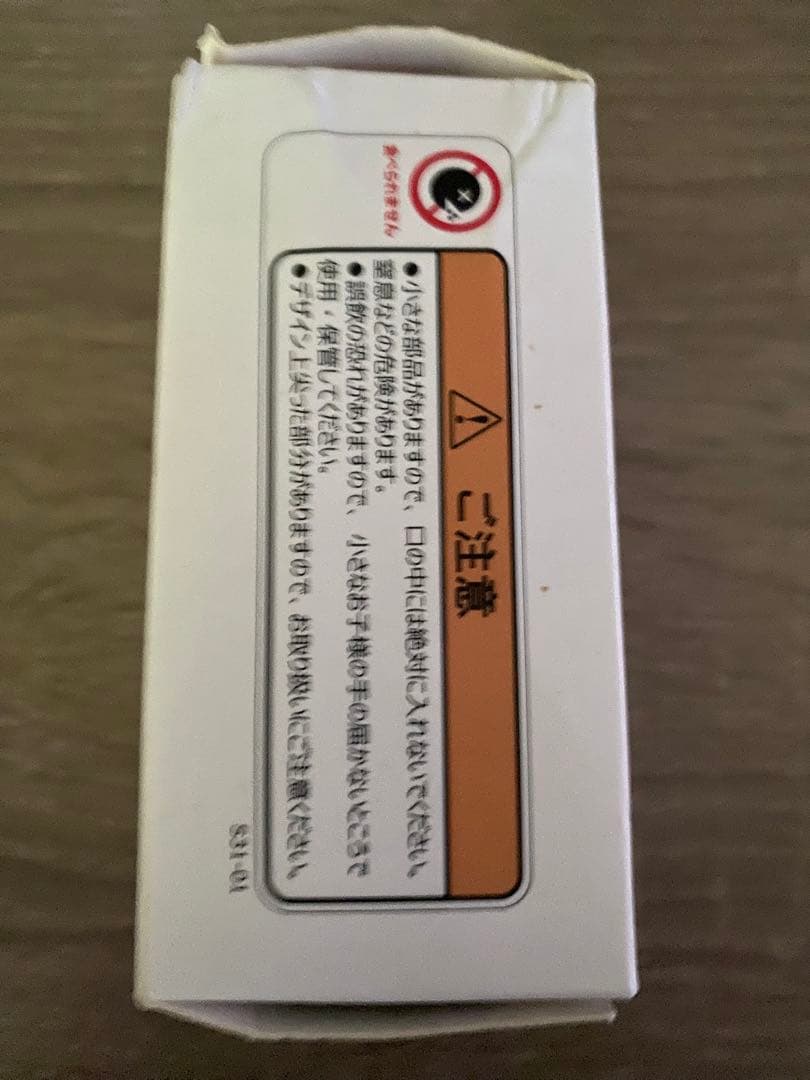 食べられません
ご注意
●小さな部品がありますので、口の中には絶対に入れないでください。
窒息などの危険があります。
●誤飲の恐れがありますので、小さなお子様の手の届かないところで
使用・保管してください。
●デザイン上尖った部分がありますので、お取り扱いにご注意ください。
S31-01